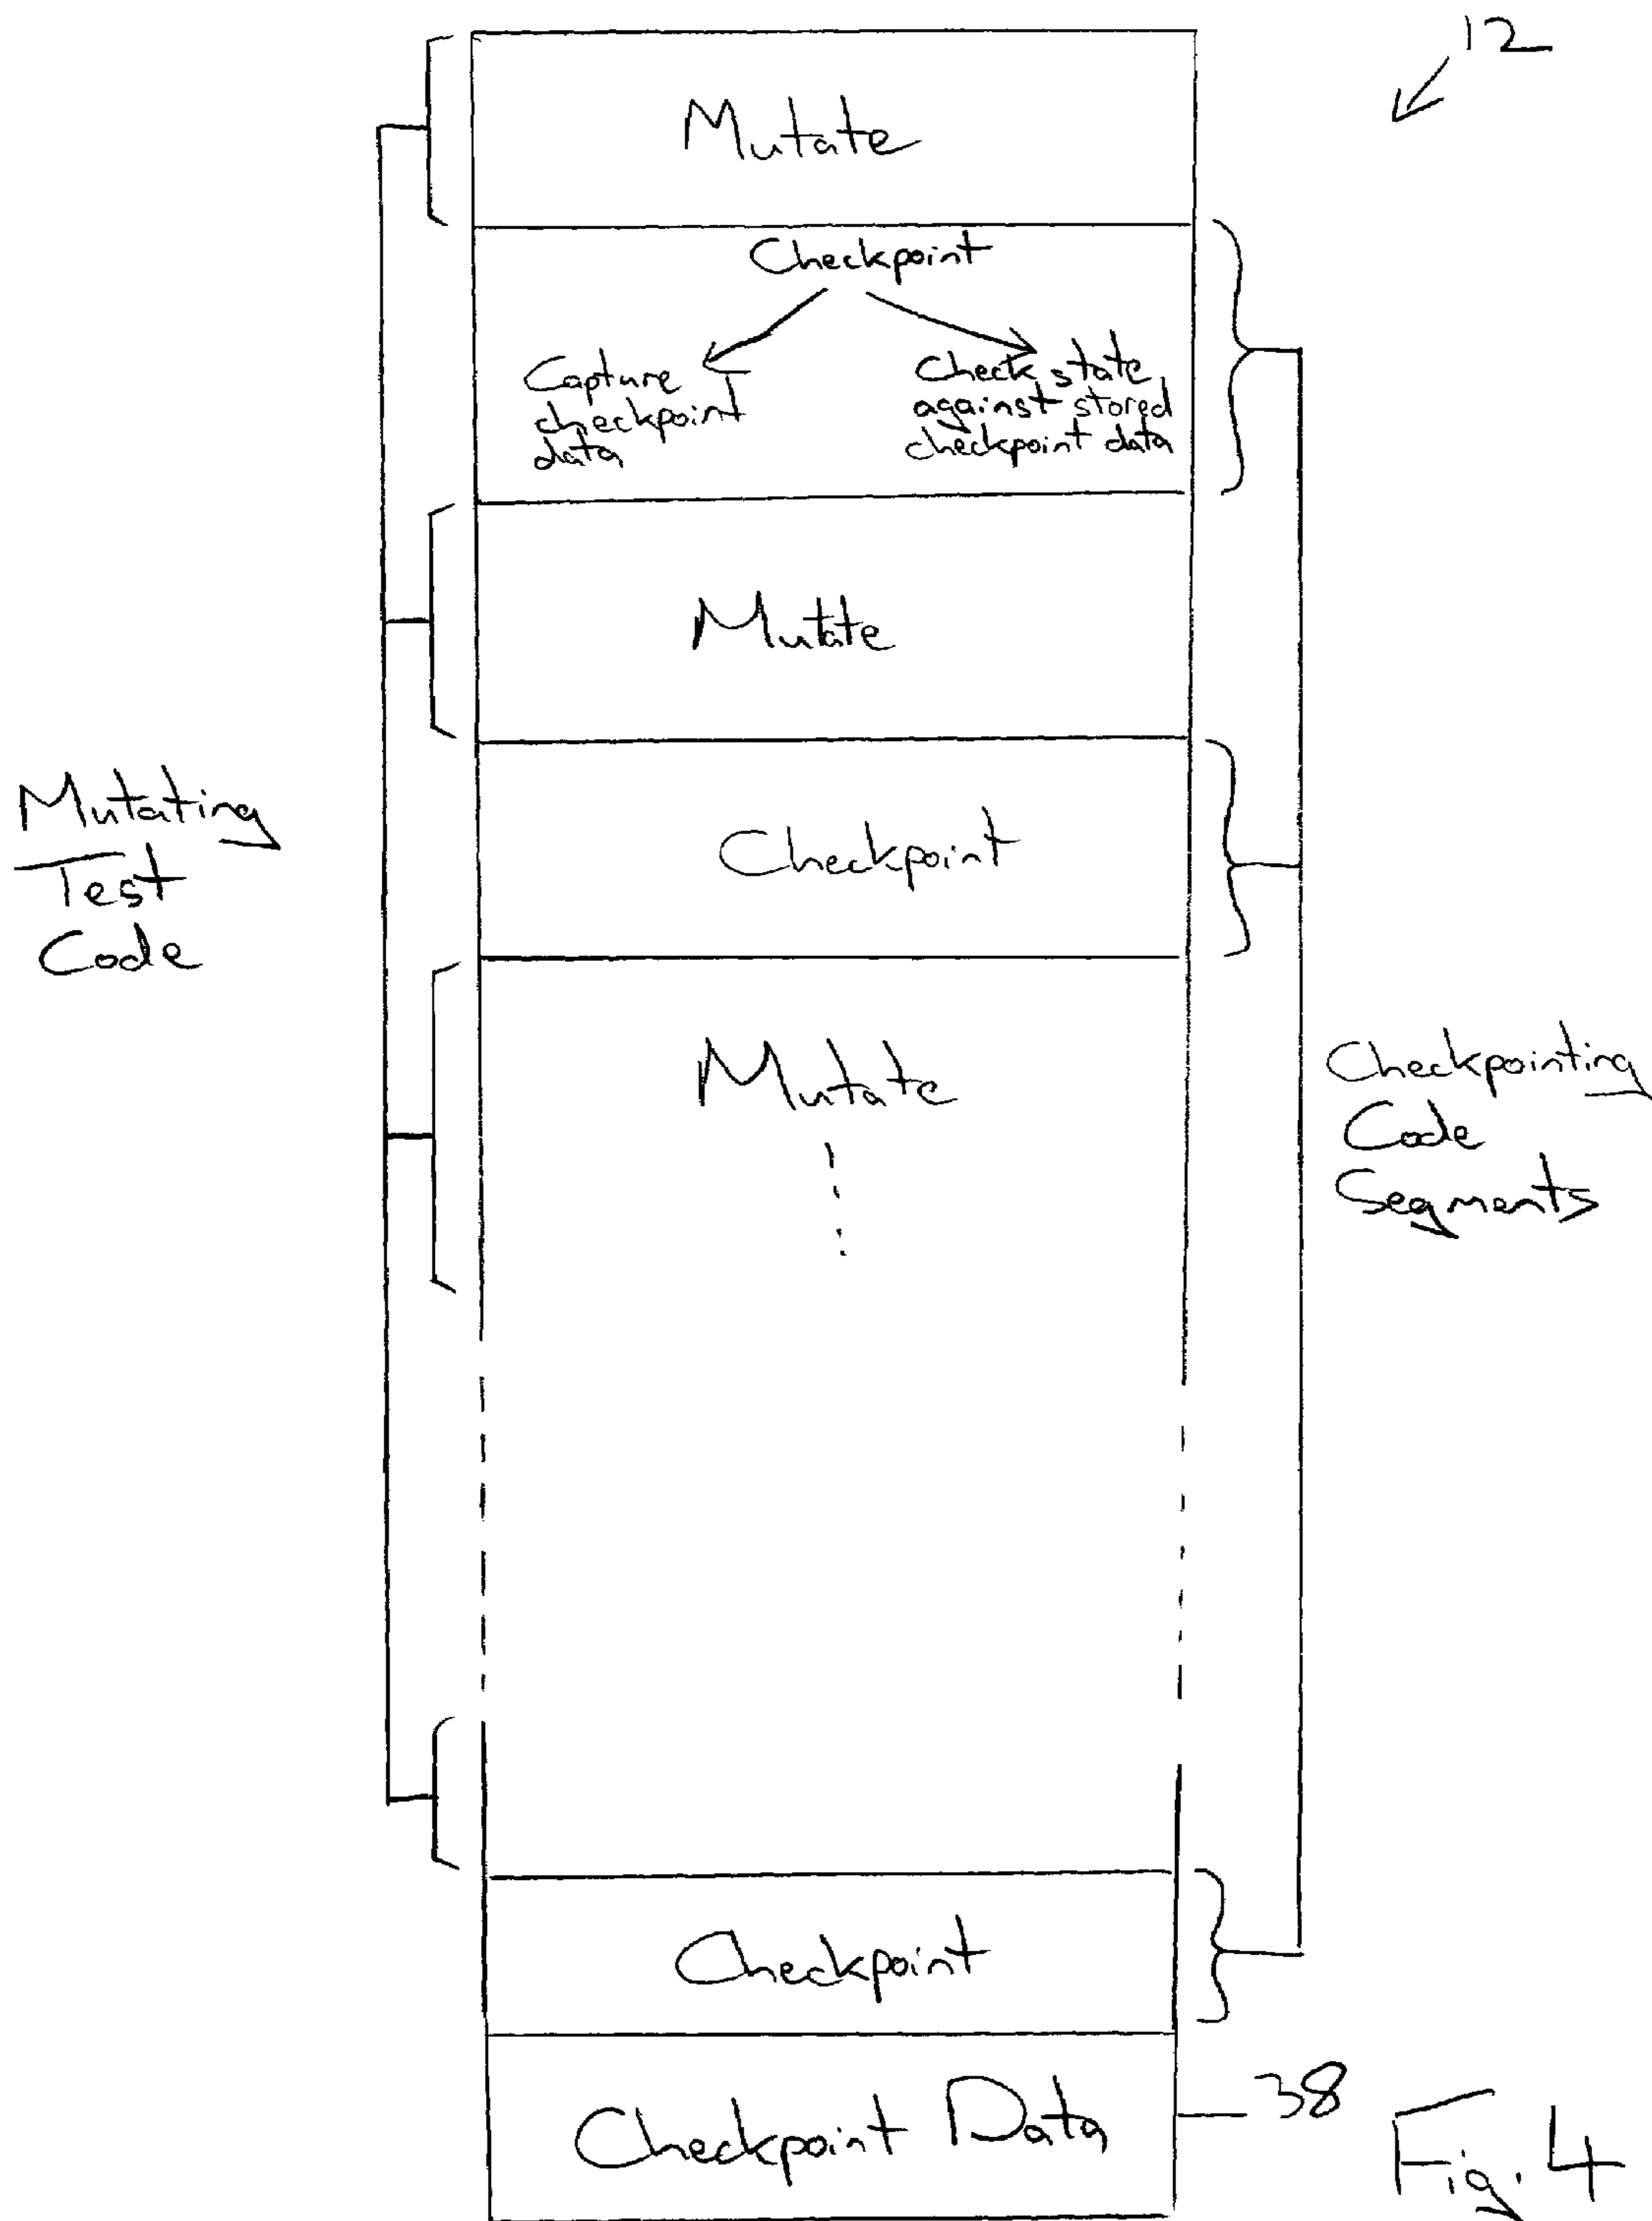 12
Mutate
Checkpoint
Capture
checkpoint
data
Check state
against stored
checkpoint data
Mutate
Mutating
Test
Code
Checkpoint
Mutate
Checkpointing
Code
Segments
Checkpoint
Checkpoint Data
38
Fig. 4